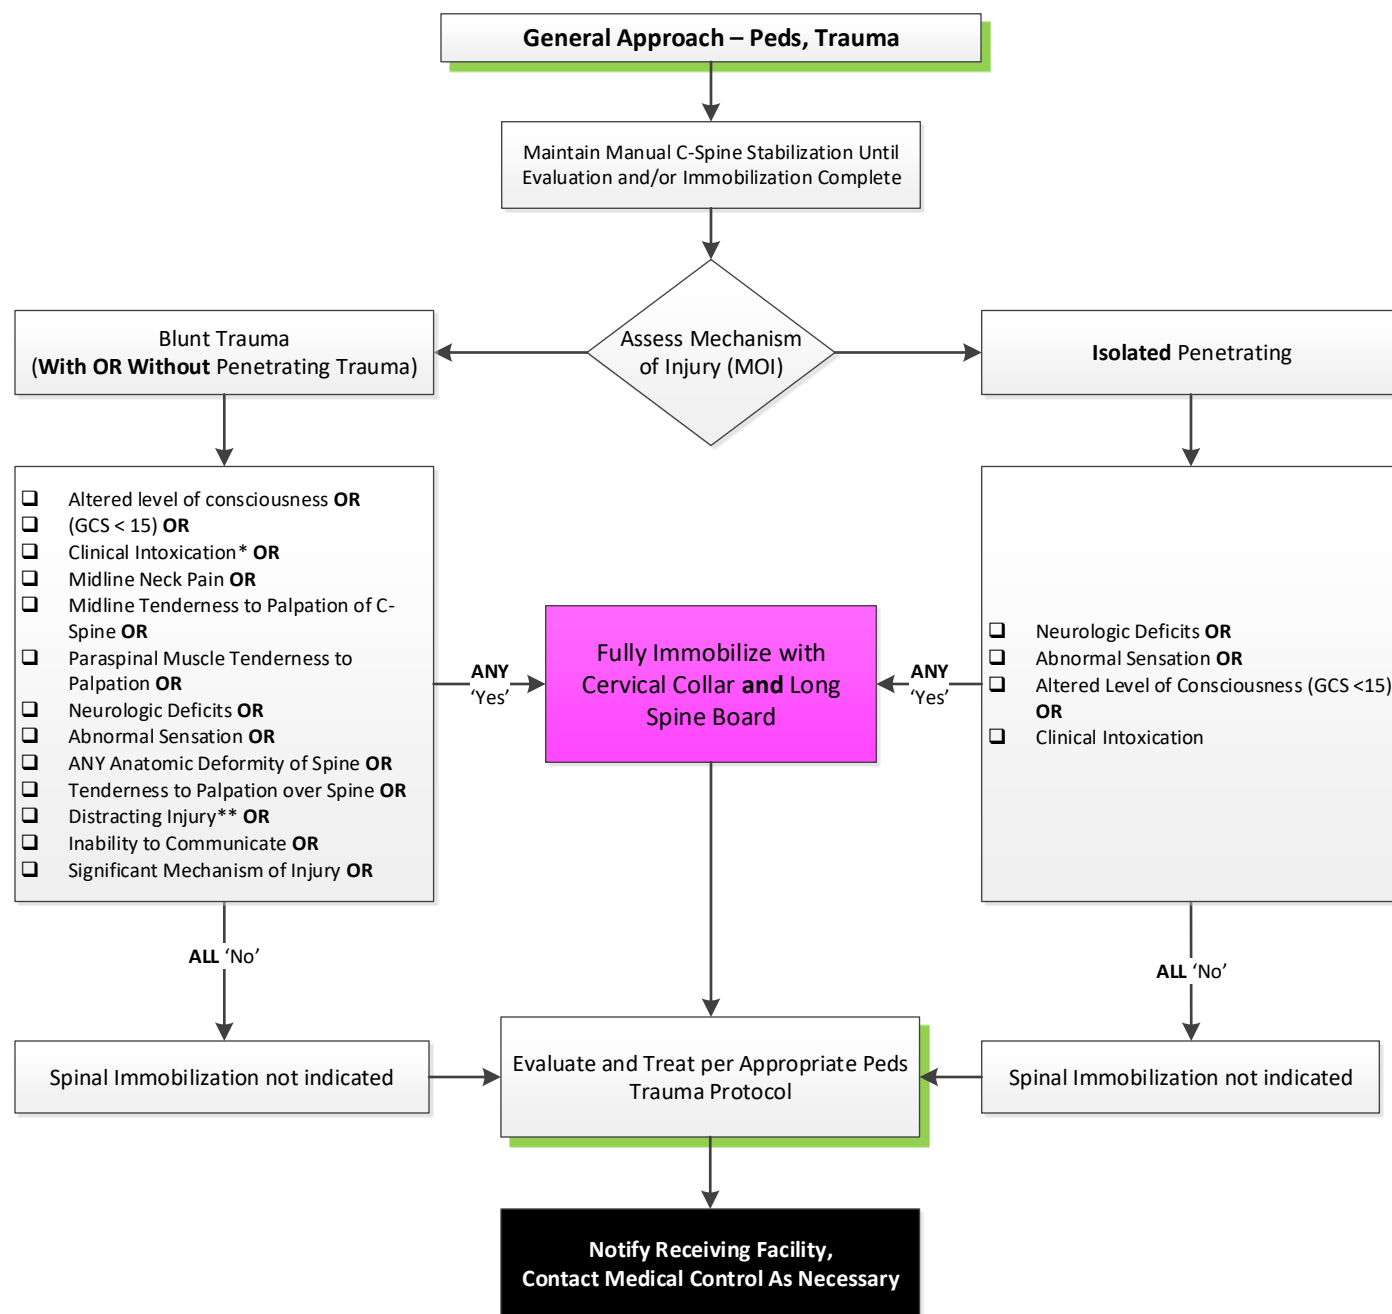 General Approach – Peds, Trauma
Maintain Manual C-Spine Stabilization Until
Evaluation and/or Immobilization Complete
Assess Mechanism
of Injury (MOI)
Blunt Trauma
(With OR Without Penetrating Trauma)
Isolated Penetrating
❑ Altered level of consciousness OR
❑ (GCS < 15) OR
❑ Clinical Intoxication* OR
❑ Midline Neck Pain OR
❑ Midline Tenderness to Palpation of C-
Spine OR
❑ Paraspinal Muscle Tenderness to
Palpation OR
❑ Neurologic Deficits OR
❑ Abnormal Sensation OR
❑ ANY Anatomic Deformity of Spine OR
❑ Tenderness to Palpation over Spine OR
❑ Distracting Injury** OR
❑ Inability to Communicate OR
❑ Significant Mechanism of Injury OR
ANY
‘Yes’
Fully Immobilize with
Cervical Collar and Long
Spine Board
ANY
‘Yes’
❑ Neurologic Deficits OR
❑ Abnormal Sensation OR
❑ Altered Level of Consciousness (GCS <15)
OR
❑ Clinical Intoxication
ALL ‘No’
ALL ‘No’
Spinal Immobilization not indicated
Evaluate and Treat per Appropriate Peds
Trauma Protocol
Spinal Immobilization not indicated
Notify Receiving Facility,
Contact Medical Control As Necessary